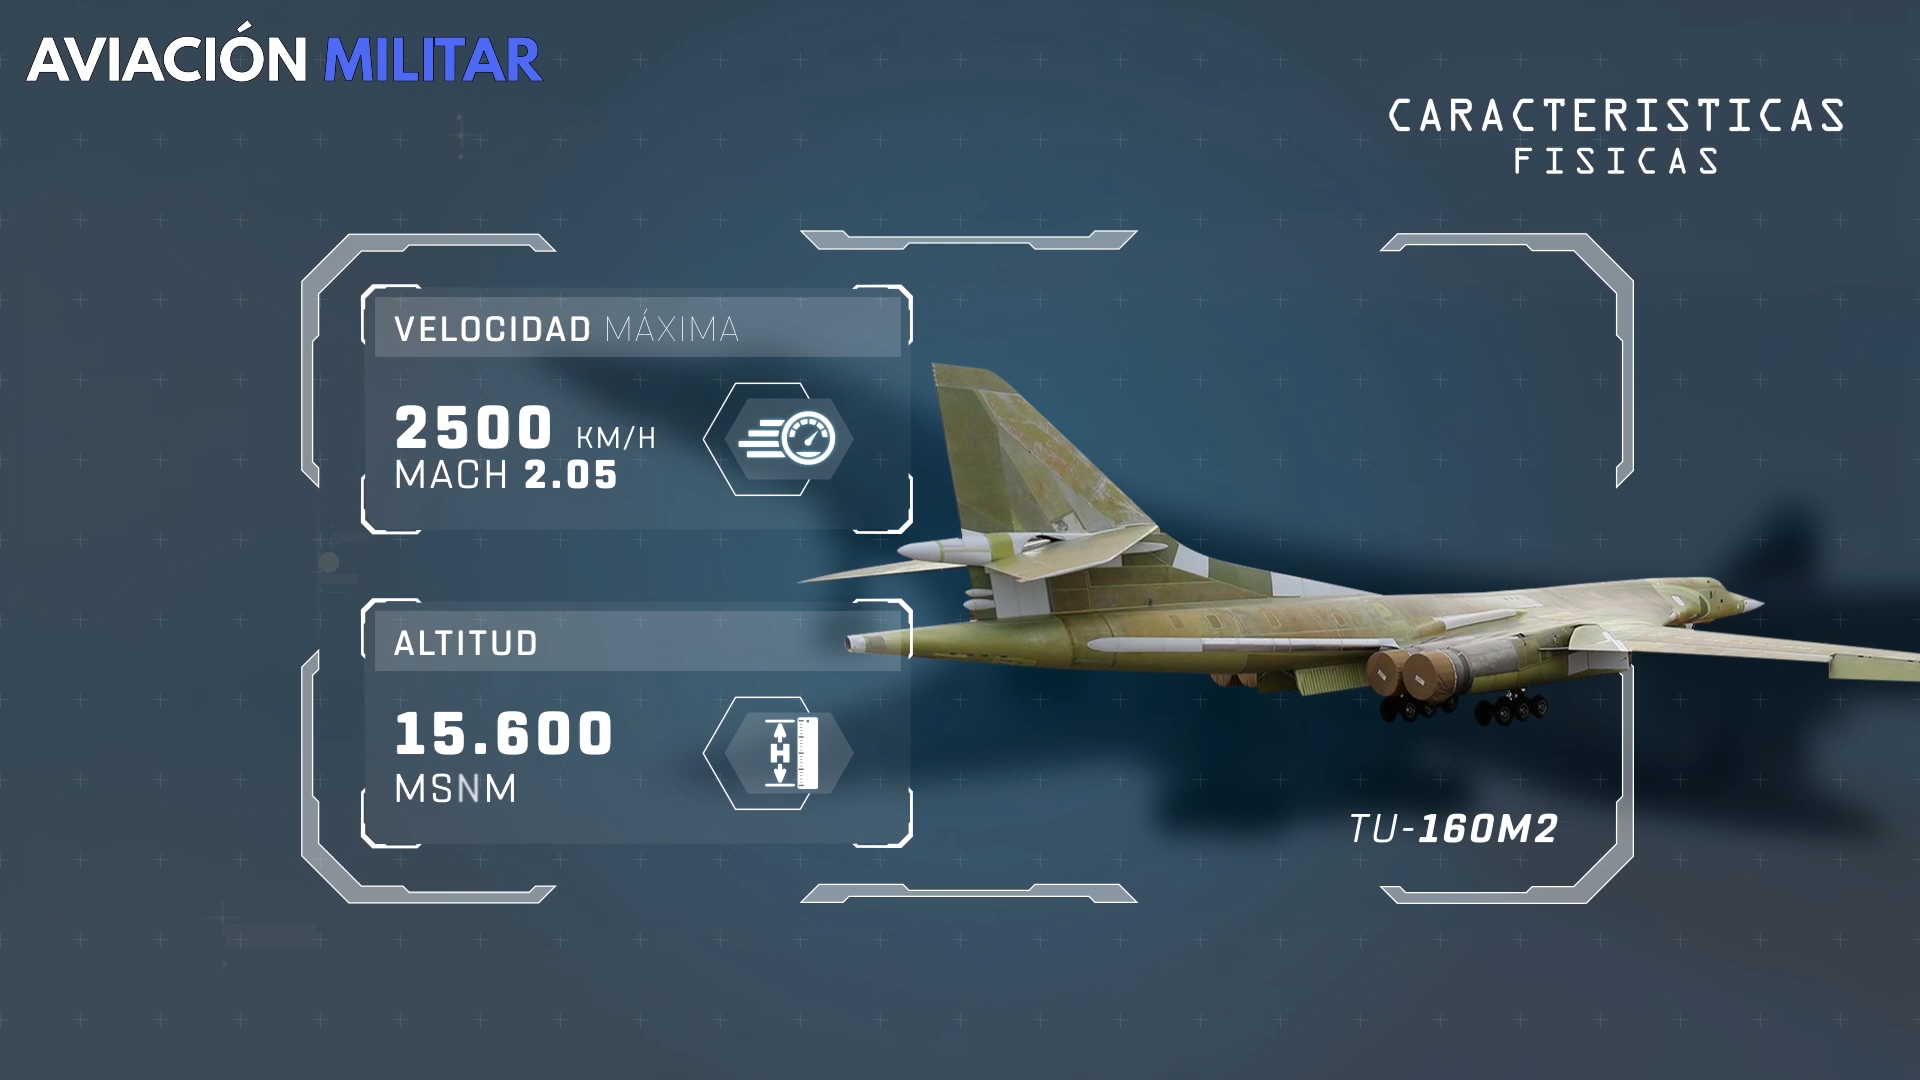 AVIACIÓN MILITAR
CARACTERISTICAS
FISICAS
VELOCIDAD MÁXIMA
2500 KM/H
MACH 2.05
ALTITUD
H
15.600
MSNM
TU-160M2